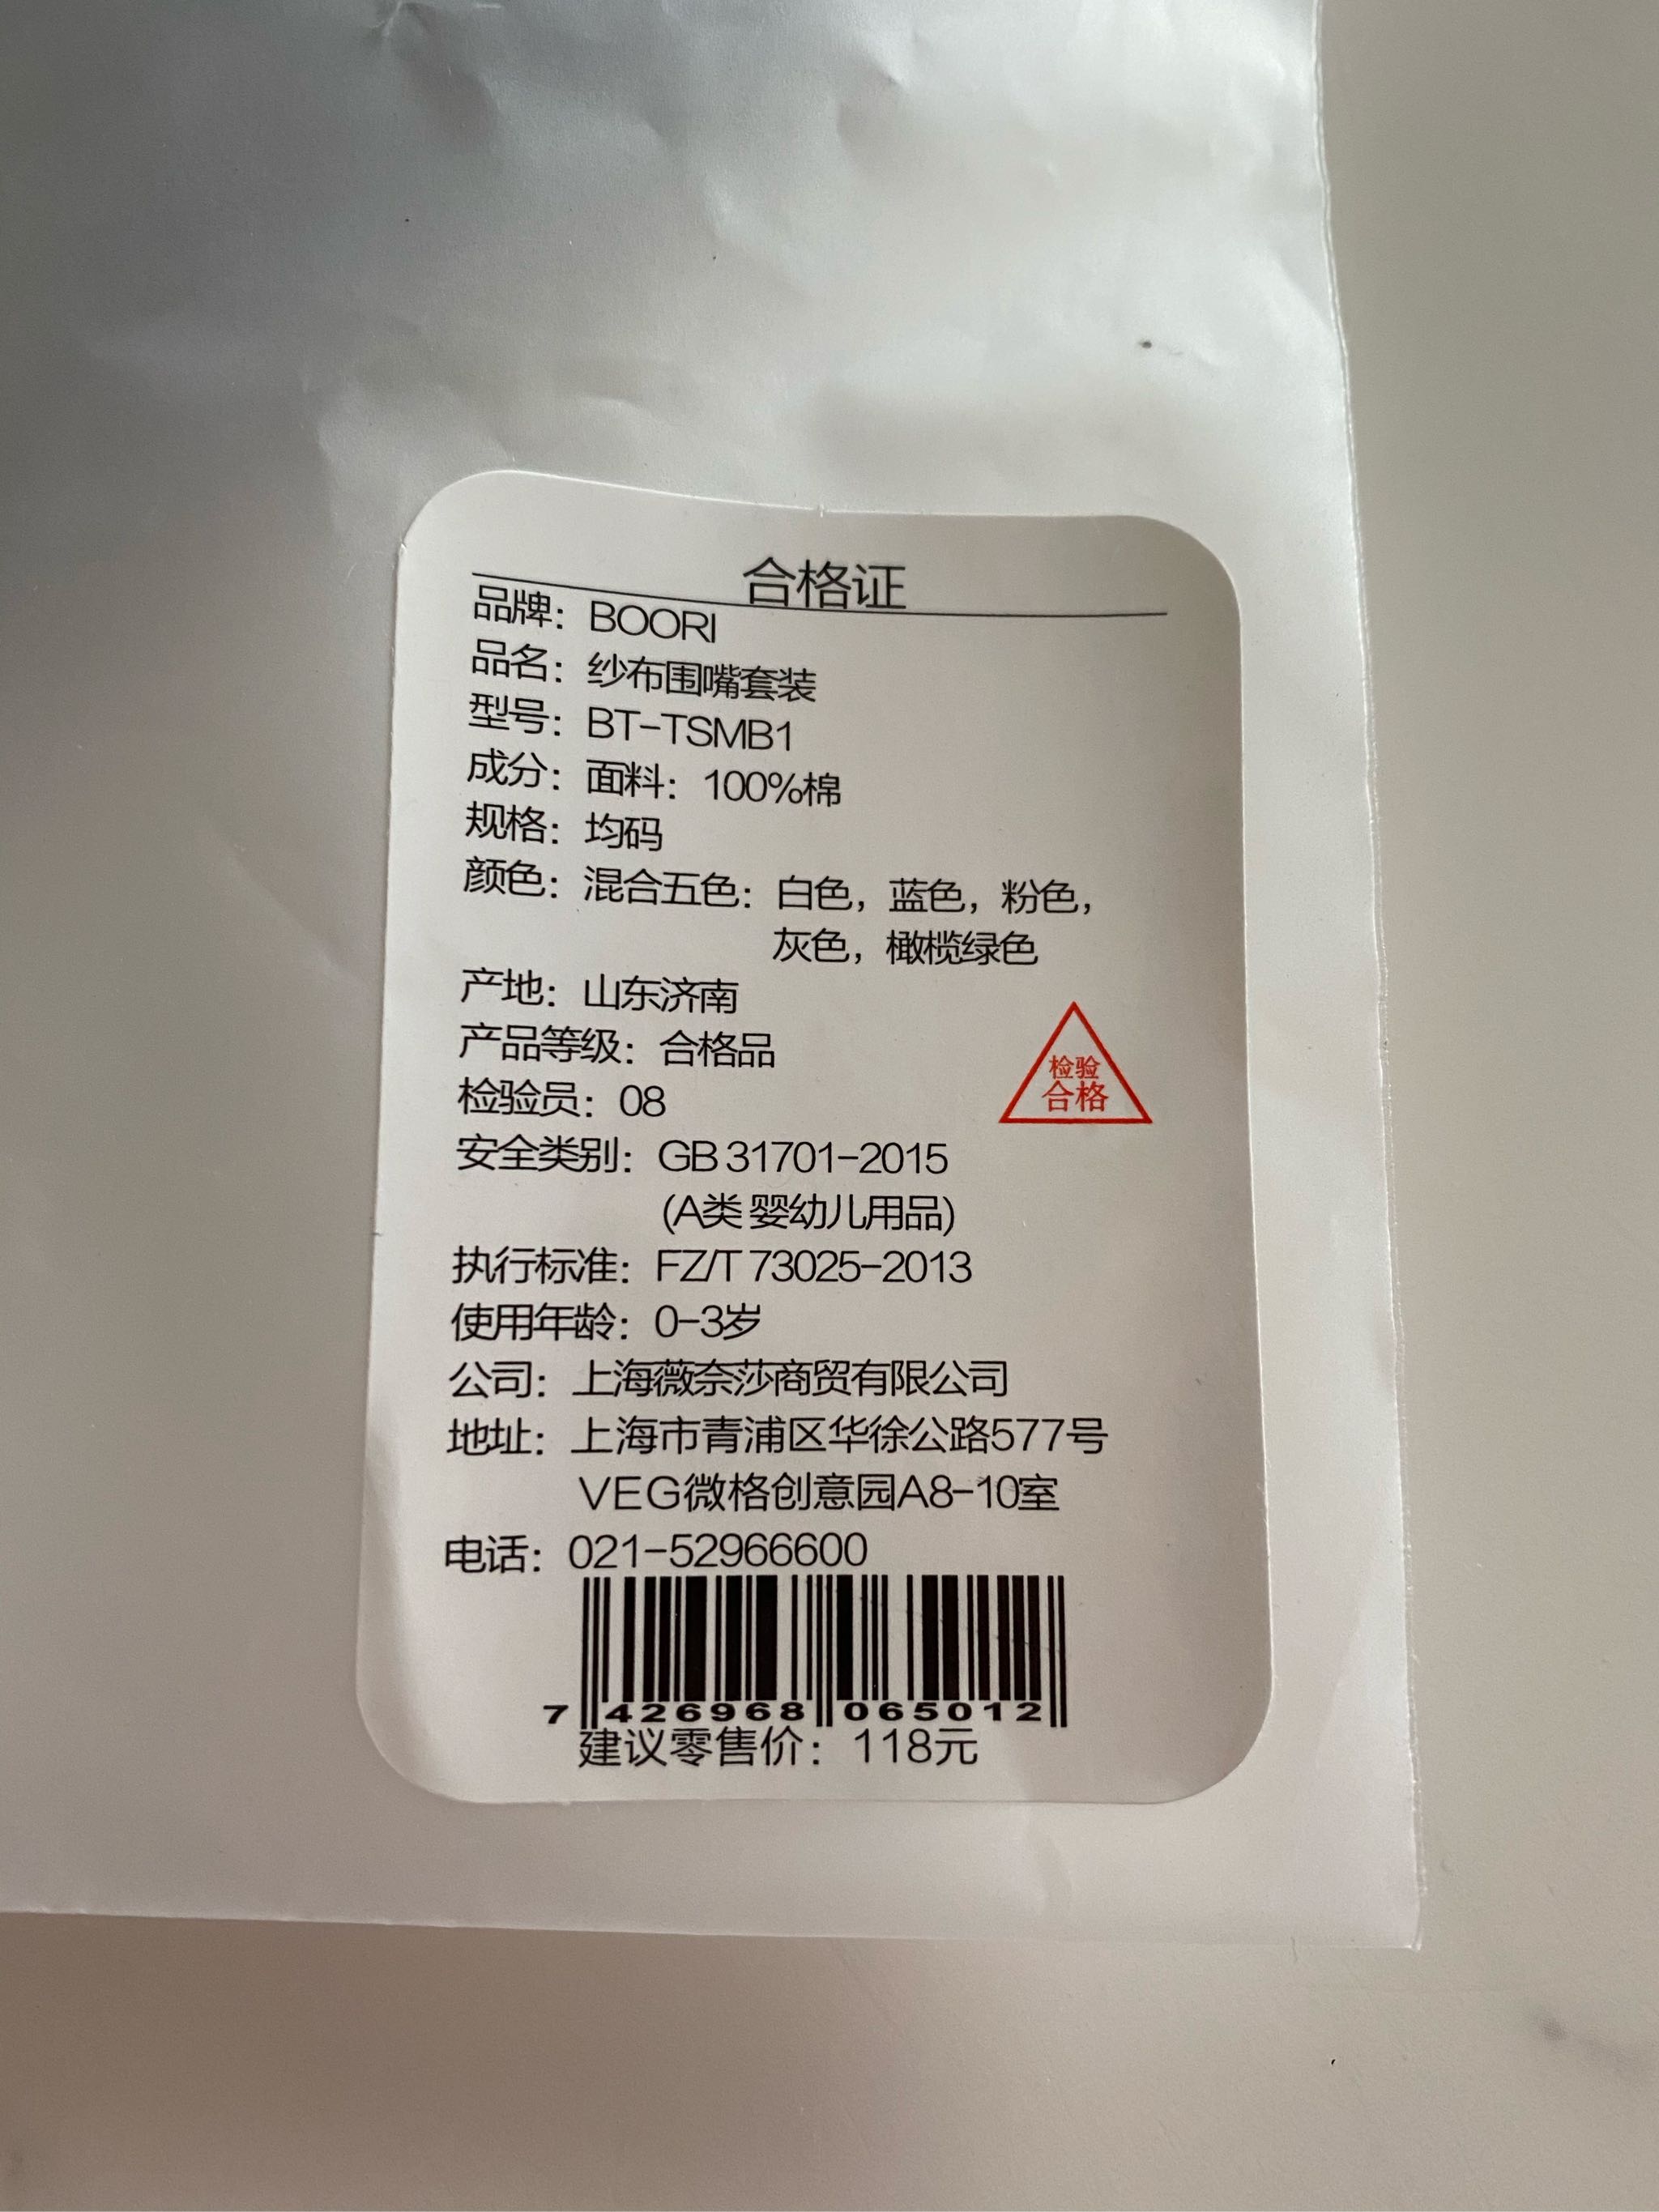 合格证
品牌：BOORI
品名：纱布围嘴套装
型号：BT-TSMB1
成分：面料：100%棉
规格：均码
颜色：混合五色：白色，蓝色，粉色，
灰色，橄榄绿色
产地：山东济南
产品等级：合格品
检验员：08
检验
合格
安全类别：GB 31701-2015
(A类 婴幼儿用品)
执行标准：FZ/T 73025-2013
使用年龄：0-3岁
公司：上海薇奈莎商贸有限公司
地址：上海市青浦区华徐公路577号
VEG微格创意园A8-10室
电话：021-52966600
7 426968 065012
建议零售价：118元